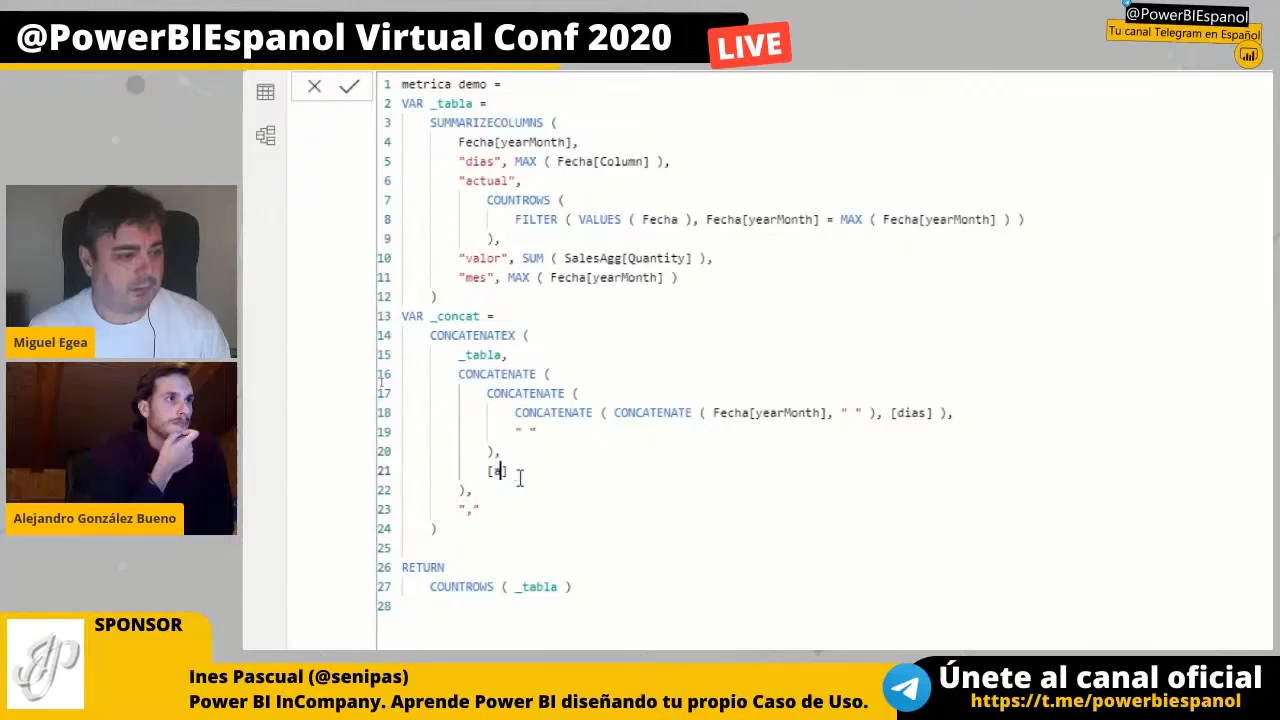 @PowerBIEspanol Virtual Conf 2020
LIVE
@PowerBIEspanol
Tu canal Telegram en Español
1 metrica demo =
2 VAR _tabla =
3 SUMMARIZECOLUMNS (
4 Fecha[yearMonth],
5 "dias", MAX ( Fecha[Column] ),
6 "actual",
7 COUNTROWS (
8 FILTER ( VALUES ( Fecha ), Fecha[yearMonth] = MAX ( Fecha[yearMonth] ) )
9 ),
10 "valor", SUM ( SalesAgg[Quantity] ),
11 "mes", MAX ( Fecha[yearMonth] )
12 )
13 VAR _concat =
14 CONCATENATEX (
15 _tabla,
16 CONCATENATE (
17 CONCATENATE (
18 CONCATENATE ( CONCATENATE ( Fecha[yearMonth], " " ), [dias] ),
19 " "
20 ),
21 [a]
22 ),
23 ","
24 )
25
26 RETURN
27 COUNTROWS ( _tabla )
28
Miguel Egea
Alejandro González Bueno
SPONSOR
Ines Pascual (@senipas)
Power BI InCompany. Aprende Power BI diseñando tu propio Caso de Uso.
Únete al canal oficial
https://t.me/powerbiespanol